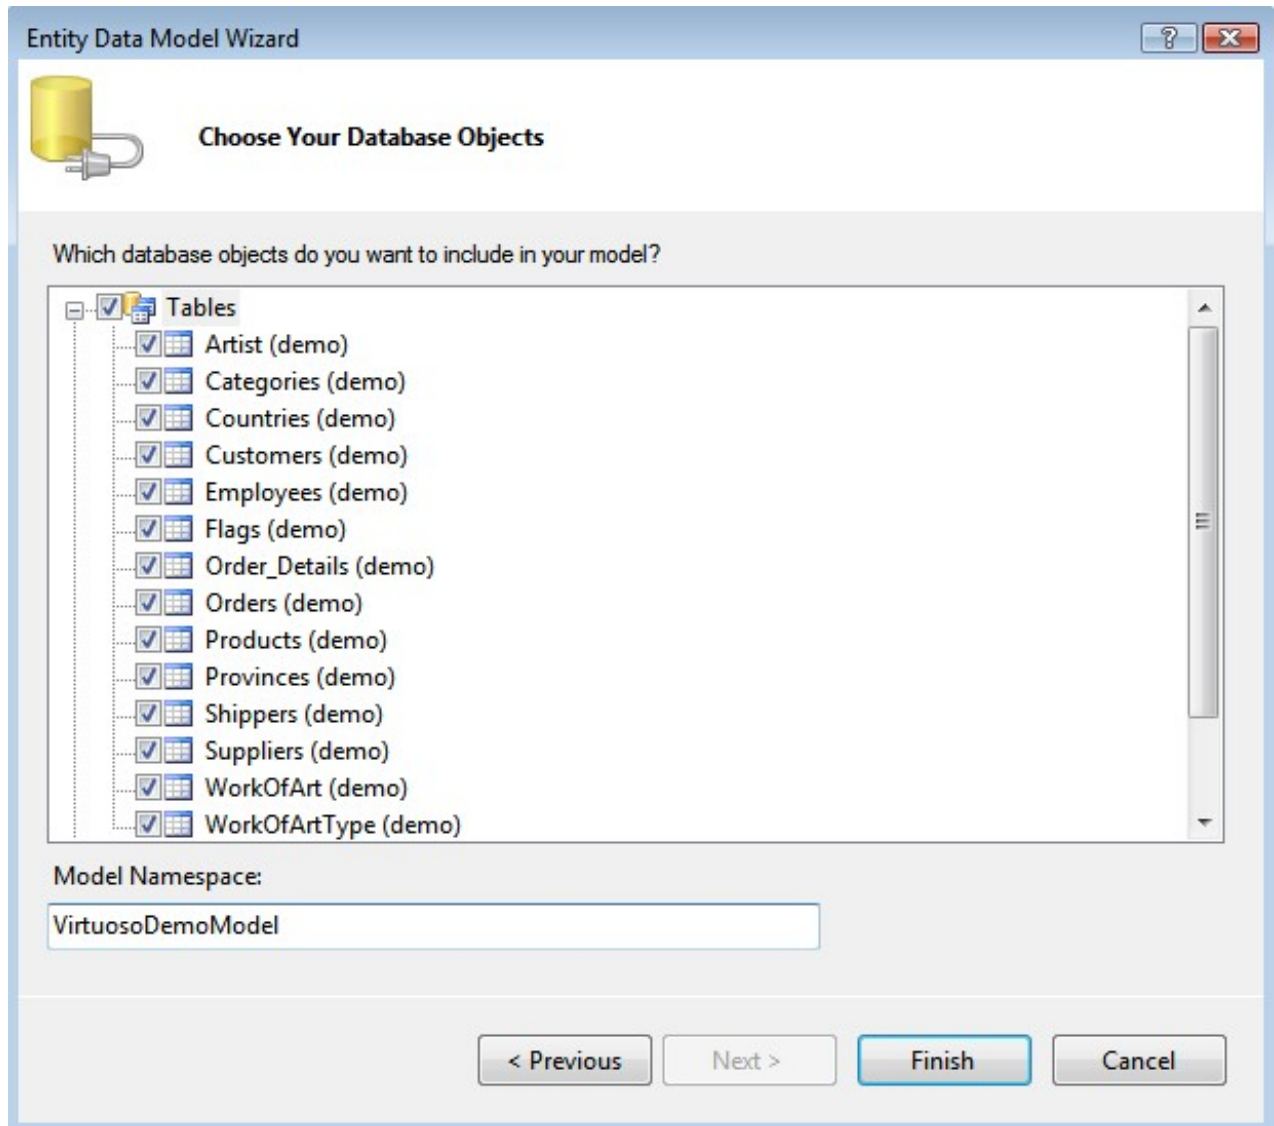 Entity Data Model Wizard
Choose Your Database Objects
Which database objects do you want to include in your model?
Tables
Artist (demo)
Categories (demo)
Countries (demo)
Customers (demo)
Employees (demo)
Flags (demo)
Order_Details (demo)
Orders (demo)
Products (demo)
Provinces (demo)
Shippers (demo)
Suppliers (demo)
WorkOfArt (demo)
WorkOfArtType (demo)
Model Namespace:
VirtuosoDemoModel
< Previous Next > Finish Cancel